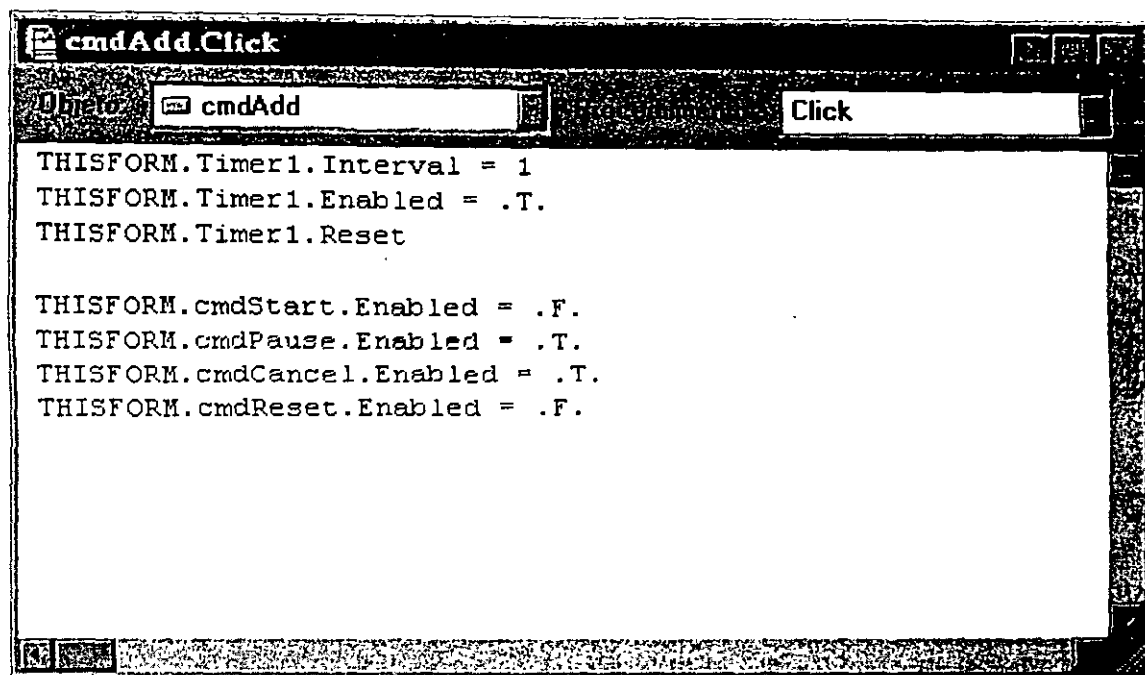 cmdAdd.Click
Objeto: cmdAdd Click
THISFORM.Timer1.Interval = 1
THISFORM.Timer1.Enabled = .T.
THISFORM.Timer1.Reset
THISFORM.cmdStart.Enabled = .F.
THISFORM.cmdPause.Enabled = .T.
THISFORM.cmdCancel.Enabled = .T.
THISFORM.cmdReset.Enabled = .F.